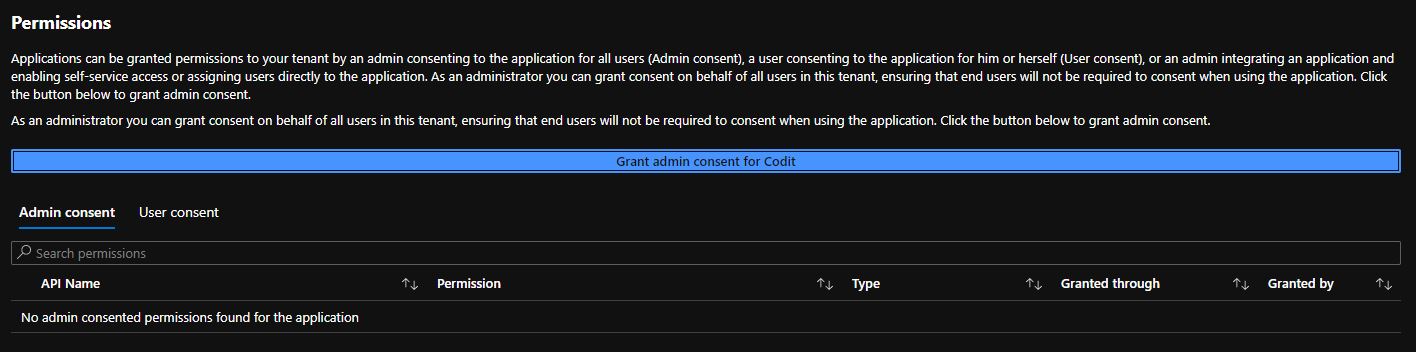 Permissions
Applications can be granted permissions to your tenant by an admin consenting to the application for all users (Admin consent), a user consenting to the application for him or herself (User consent), or an admin integrating an application and
enabling self-service access or assigning users directly to the application. As an administrator you can grant consent on behalf of all users in this tenant, ensuring that end users will not be required to consent when using the application. Click
the button below to grant admin consent.
As an administrator you can grant consent on behalf of all users in this tenant, ensuring that end users will not be required to consent when using the application. Click the button below to grant admin consent.
Grant admin consent for Codit
Admin consent User consent
Search permissions
API Name Permission Type Granted through Granted by
No admin consented permissions found for the application